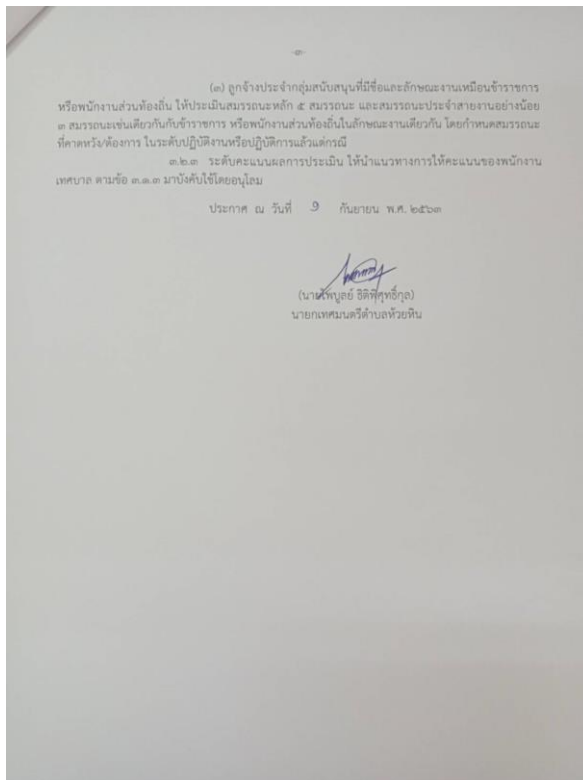 -๓-
(๓) ลูกจ้างประจำกลุ่มสนับสนุนที่มีชื่อและลักษณะงานเหมือนข้าราชการ
หรือพนักงานส่วนท้องถิ่น ให้ประเมินสมรรถนะหลัก ๕ สมรรถนะ และสมรรถนะประจำสายงานอย่างน้อย
๓ สมรรถนะเช่นเดียวกันกับข้าราชการ หรือพนักงานส่วนท้องถิ่นในลักษณะงานเดียวกัน โดยกำหนดสมรรถนะ
ที่คาดหวัง/ต้องการ ในระดับปฏิบัติงานหรือปฏิบัติการแล้วแต่กรณี
๓.๒.๓ ระดับคะแนนผลการประเมิน ให้นำแนวทางการให้คะแนนของพนักงาน
เทศบาล ตามข้อ ๓.๑.๓ มาบังคับใช้โดยอนุโลม
ประกาศ ณ วันที่ ๑ กันยายน พ.ศ. ๒๕๖๓
(นายไพบูลย์ ธิติพิศุทธิ์กุล)
นายกเทศมนตรีตำบลห้วยหิน